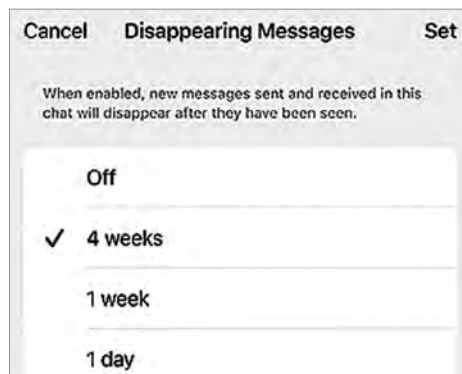 Cancel Disappearing Messages Set
When enabled, new messages sent and received in this
chat will disappear after they have been seen.
Off
✓ 4 weeks
1 week
1 day